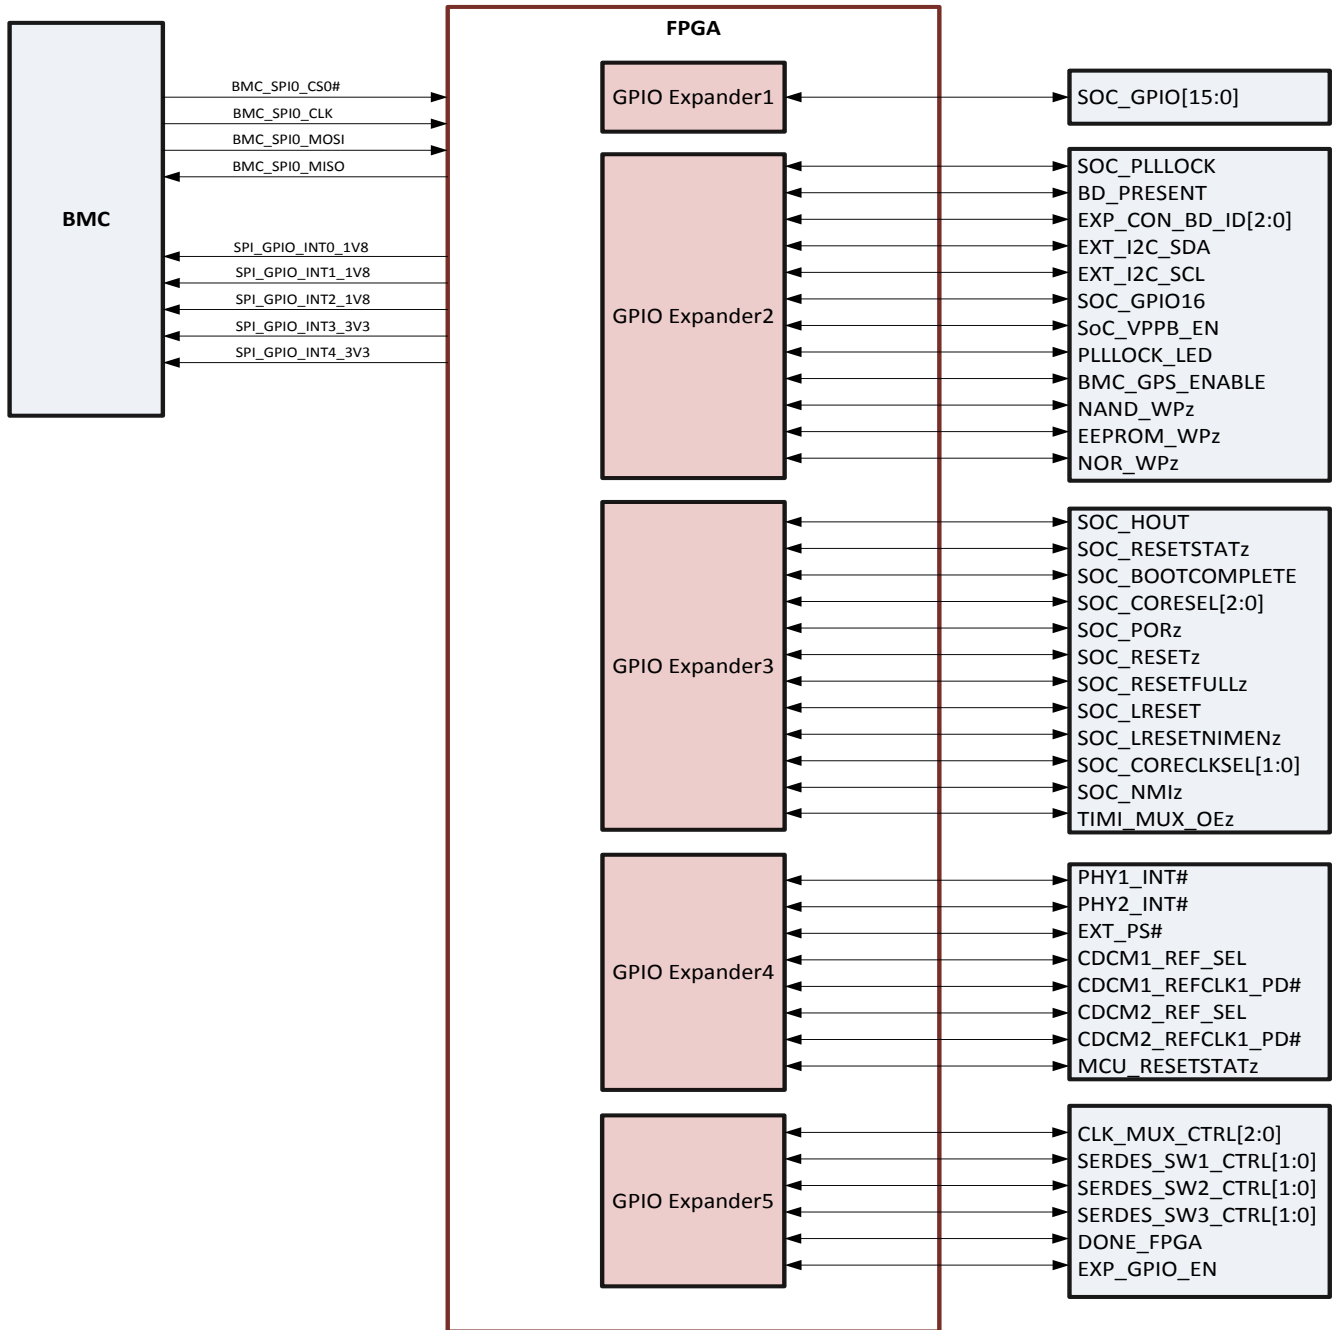 FPGA
BMC
BMC_SPI0_CS0#
BMC_SPI0_CLK
BMC_SPI0_MOSI
BMC_SPI0_MISO
SPI_GPIO_INT0_1V8
SPI_GPIO_INT1_1V8
SPI_GPIO_INT2_1V8
SPI_GPIO_INT3_3V3
SPI_GPIO_INT4_3V3
GPIO Expander1
SOC_GPIO[15:0]
GPIO Expander2
SOC_PLLLOCK
BD_PRESENT
EXP_CON_BD_ID[2:0]
EXT_I2C_SDA
EXT_I2C_SCL
SOC_GPIO16
SoC_VPPB_EN
PLLLOCK_LED
BMC_GPS_ENABLE
NAND_WPz
EEPROM_WPz
NOR_WPz
GPIO Expander3
SOC_HOUT
SOC_RESETSTATz
SOC_BOOTCOMPLETE
SOC_CORESEL[2:0]
SOC_PORz
SOC_RESETz
SOC_RESETFULLz
SOC_LRESET
SOC_LRESETNIMENz
SOC_CORECLKSEL[1:0]
SOC_NMIz
TIMI_MUX_OEz
GPIO Expander4
PHY1_INT#
PHY2_INT#
EXT_PS#
CDCM1_REF_SEL
CDCM1_REFCLK1_PD#
CDCM2_REF_SEL
CDCM2_REFCLK1_PD#
MCU_RESETSTATz
GPIO Expander5
CLK_MUX_CTRL[2:0]
SERDES_SW1_CTRL[1:0]
SERDES_SW2_CTRL[1:0]
SERDES_SW3_CTRL[1:0]
DONE_FPGA
EXP_GPIO_EN